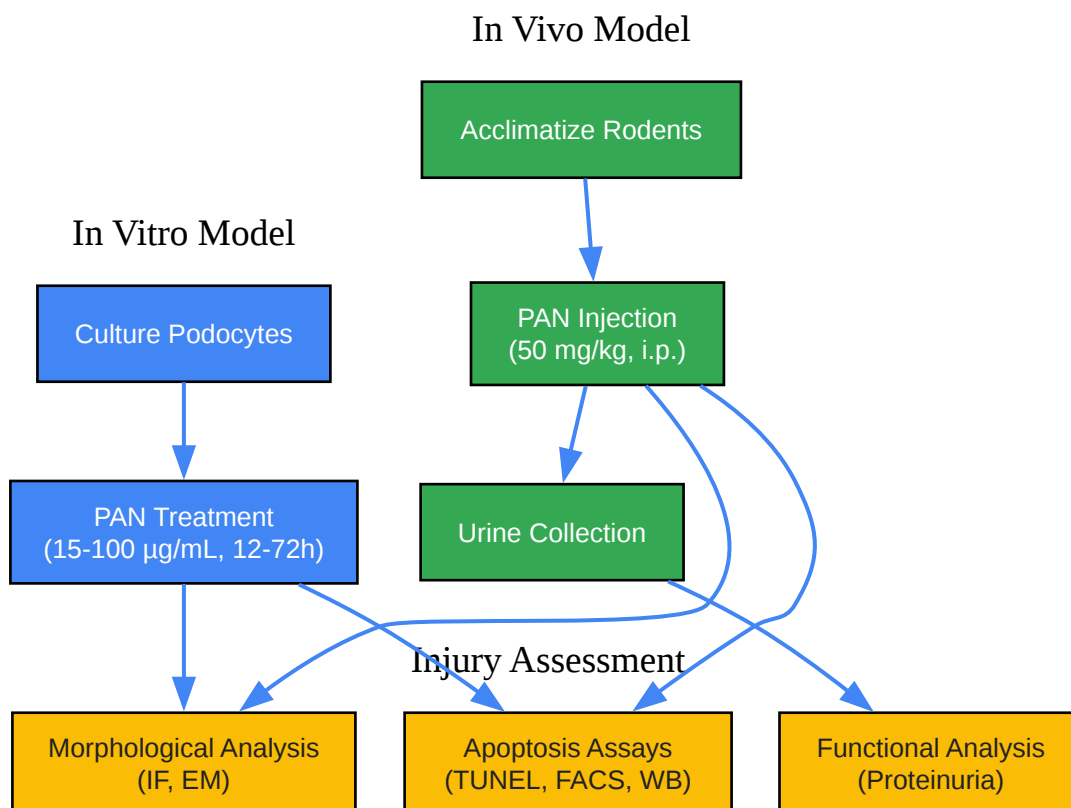 In Vivo Model
Acclimatize Rodents
In Vitro Model
Culture Podocytes
PAN Injection
(50 mg/kg, i.p.)
PAN Treatment
(15-100 µg/mL, 12-72h)
Urine Collection
Injury Assessment
Morphological Analysis
(IF, EM)
Apoptosis Assays
(TUNEL, FACS, WB)
Functional Analysis
(Proteinuria)